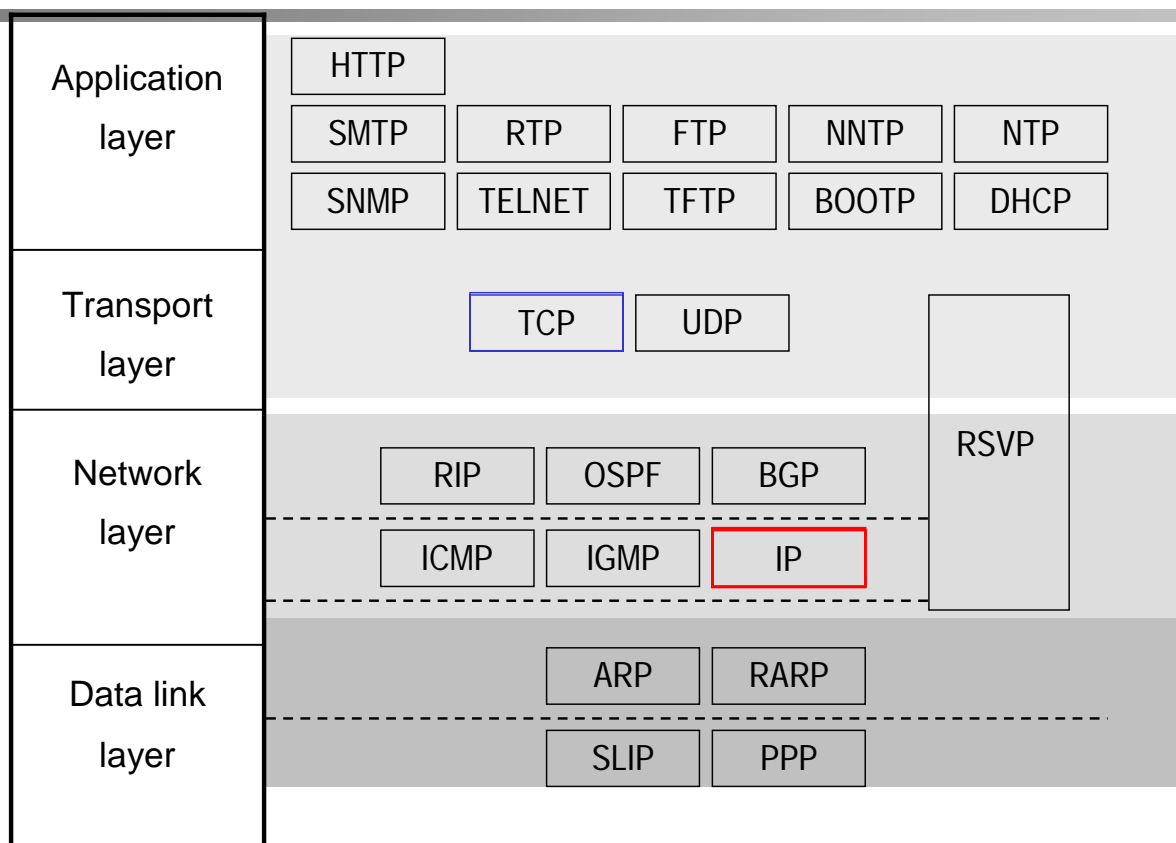 Application
layer
HTTP
SMTP RTP FTP NNTP NTP
SNMP TELNET TFTP BOOTP DHCP
Transport
layer
TCP UDP
RSVP
Network
layer
RIP OSPF BGP
ICMP IGMP IP
Data link
layer
ARP RARP
SLIP PPP